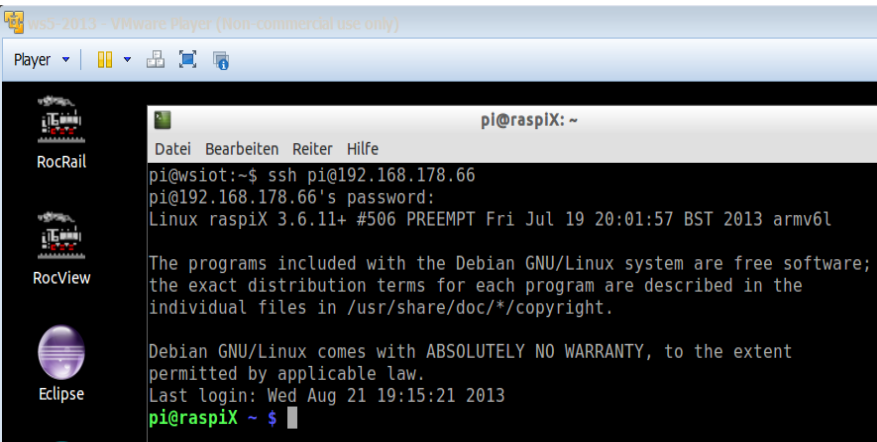 ws5-2013 - VMware Player (Non-commercial use only)
Player
pi@raspiX: ~
Datei Bearbeiten Reiter Hilfe
RocRail
RocView
Eclipse
pi@wsiot:~$ ssh pi@192.168.178.66
pi@192.168.178.66's password:
Linux raspiX 3.6.11+ #506 PREEMPT Fri Jul 19 20:01:57 BST 2013 armv6l
The programs included with the Debian GNU/Linux system are free software;
the exact distribution terms for each program are described in the
individual files in /usr/share/doc/*/copyright.
Debian GNU/Linux comes with ABSOLUTELY NO WARRANTY, to the extent
permitted by applicable law.
Last login: Wed Aug 21 19:15:21 2013
pi@raspiX ~ $